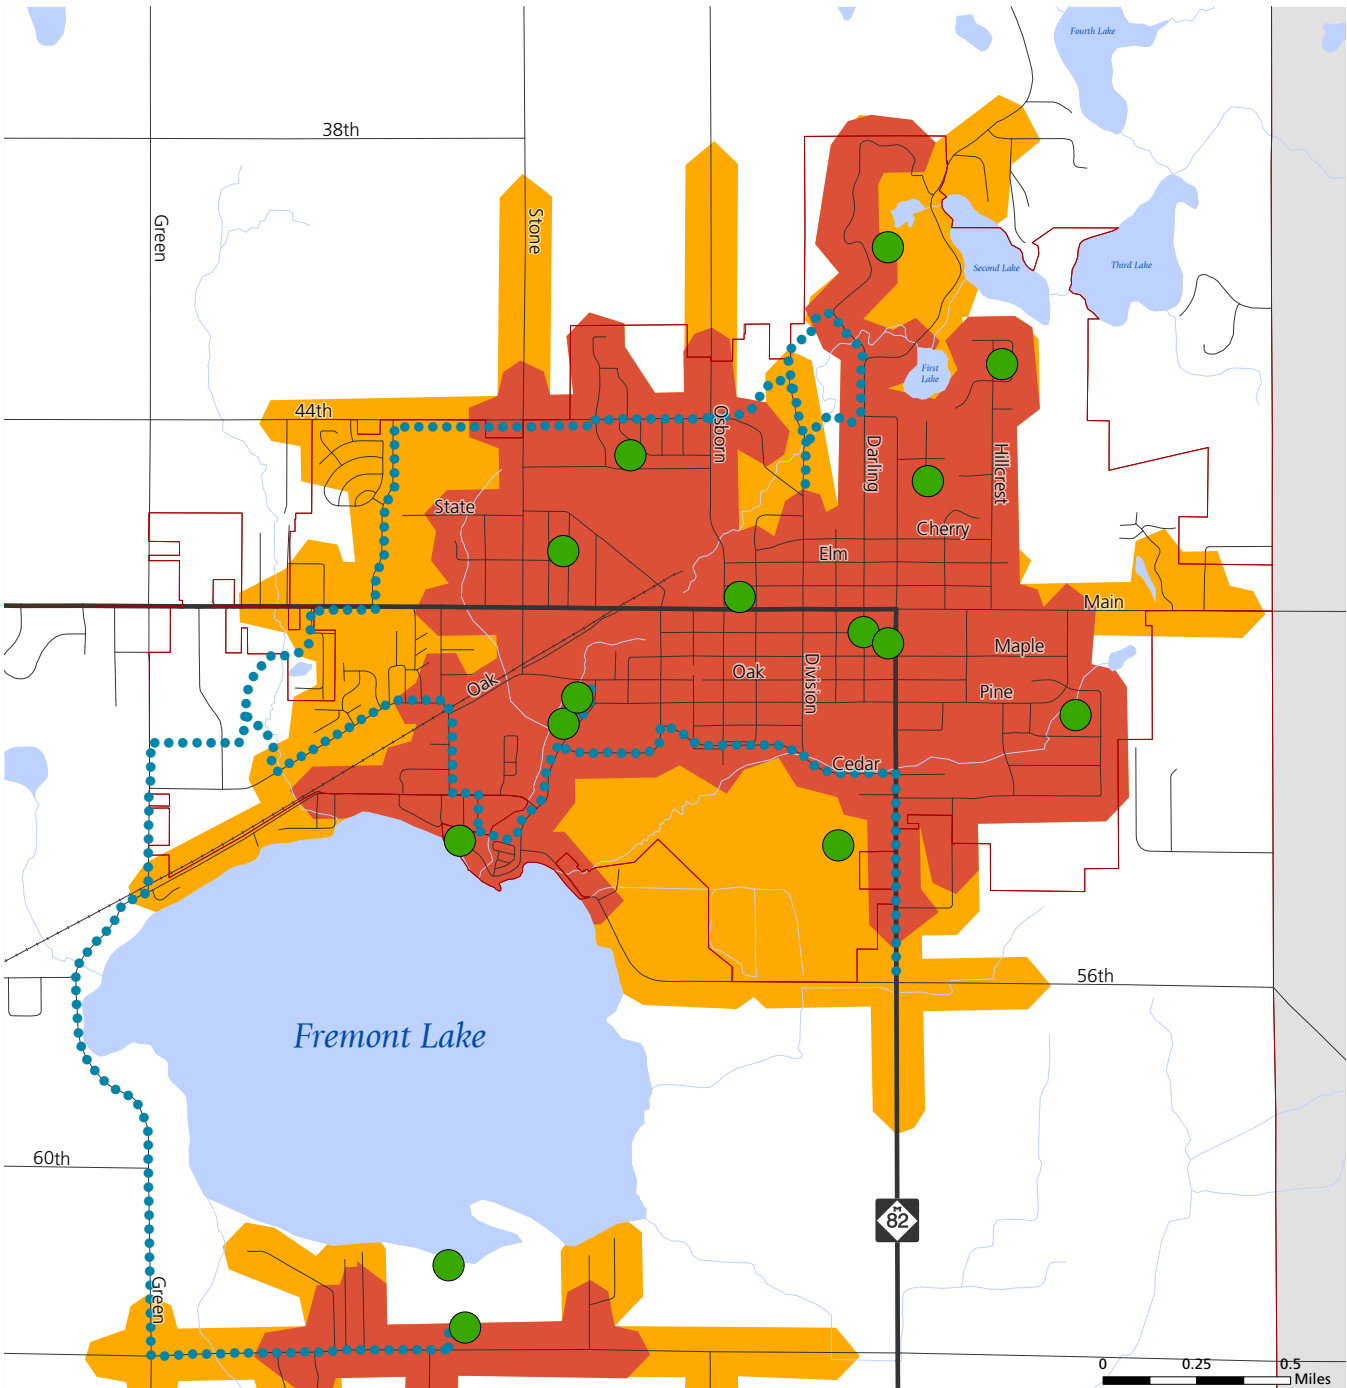 Fourth Lake
38th
Green
Stone
Second Lake
Third Lake
First
Lake
44th
Osborn
Darling
Hillcrest
State
Cherry
Elm
Main
Maple
Oak
Division
Oak
Pine
Cedar
56th
Fremont Lake
60th
M
82
Green
0 0.25 0.5
Miles